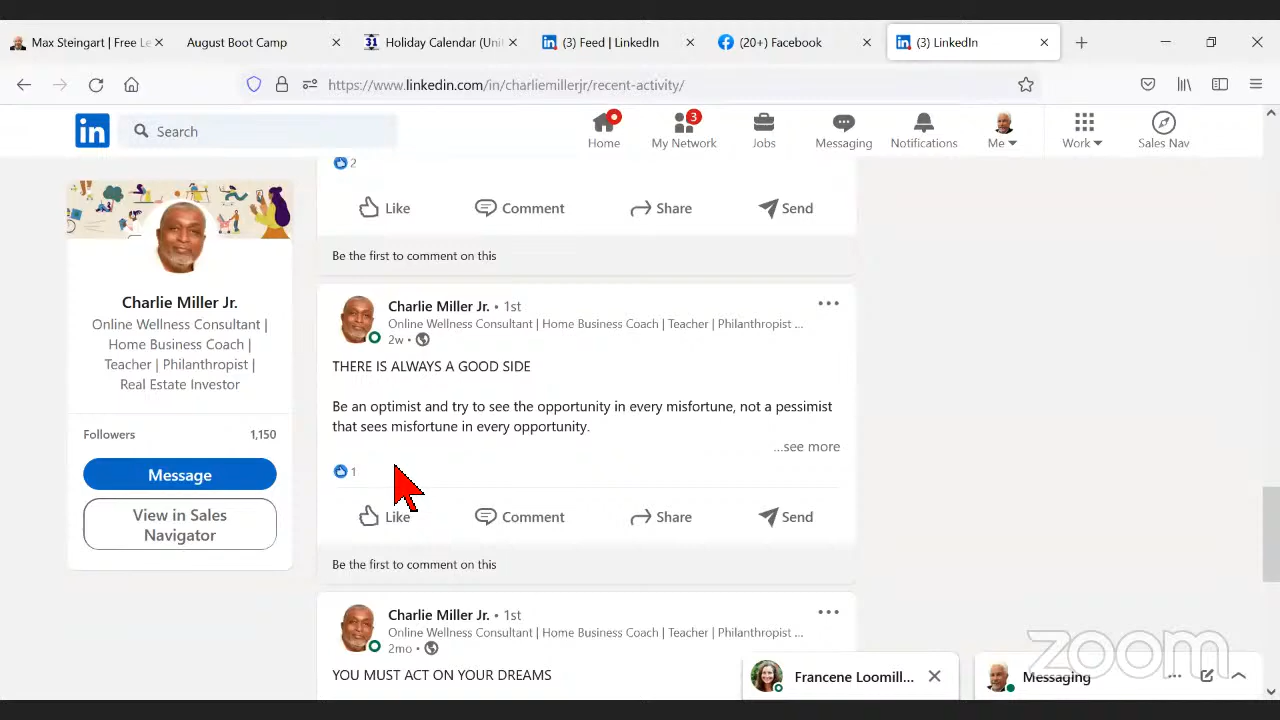 Max Steingart | Free Le
August Boot Camp
31 Holiday Calendar (Uni
(3) Feed | LinkedIn
(20+) Facebook
(3) LinkedIn
https://www.linkedin.com/in/charliemillerjr/recent-activity/
in
Search
Home
3
My Network
Jobs
Messaging
Notifications
Me
Work
Sales Nav
2
Like
Comment
Share
Send
Be the first to comment on this
Charlie Miller Jr.
Online Wellness Consultant |
Home Business Coach |
Teacher | Philanthropist |
Real Estate Investor
Followers 1,150
Message
View in Sales
Navigator
Charlie Miller Jr. • 1st
Online Wellness Consultant | Home Business Coach | Teacher | Philanthropist ...
2w •
THERE IS ALWAYS A GOOD SIDE
Be an optimist and try to see the opportunity in every misfortune, not a pessimist
that sees misfortune in every opportunity.
...see more
1
Like
Comment
Share
Send
Be the first to comment on this
Charlie Miller Jr. • 1st
Online Wellness Consultant | Home Business Coach | Teacher | Philanthropist ...
2mo •
YOU MUST ACT ON YOUR DREAMS
Francene Loomill...
Messaging
zoom